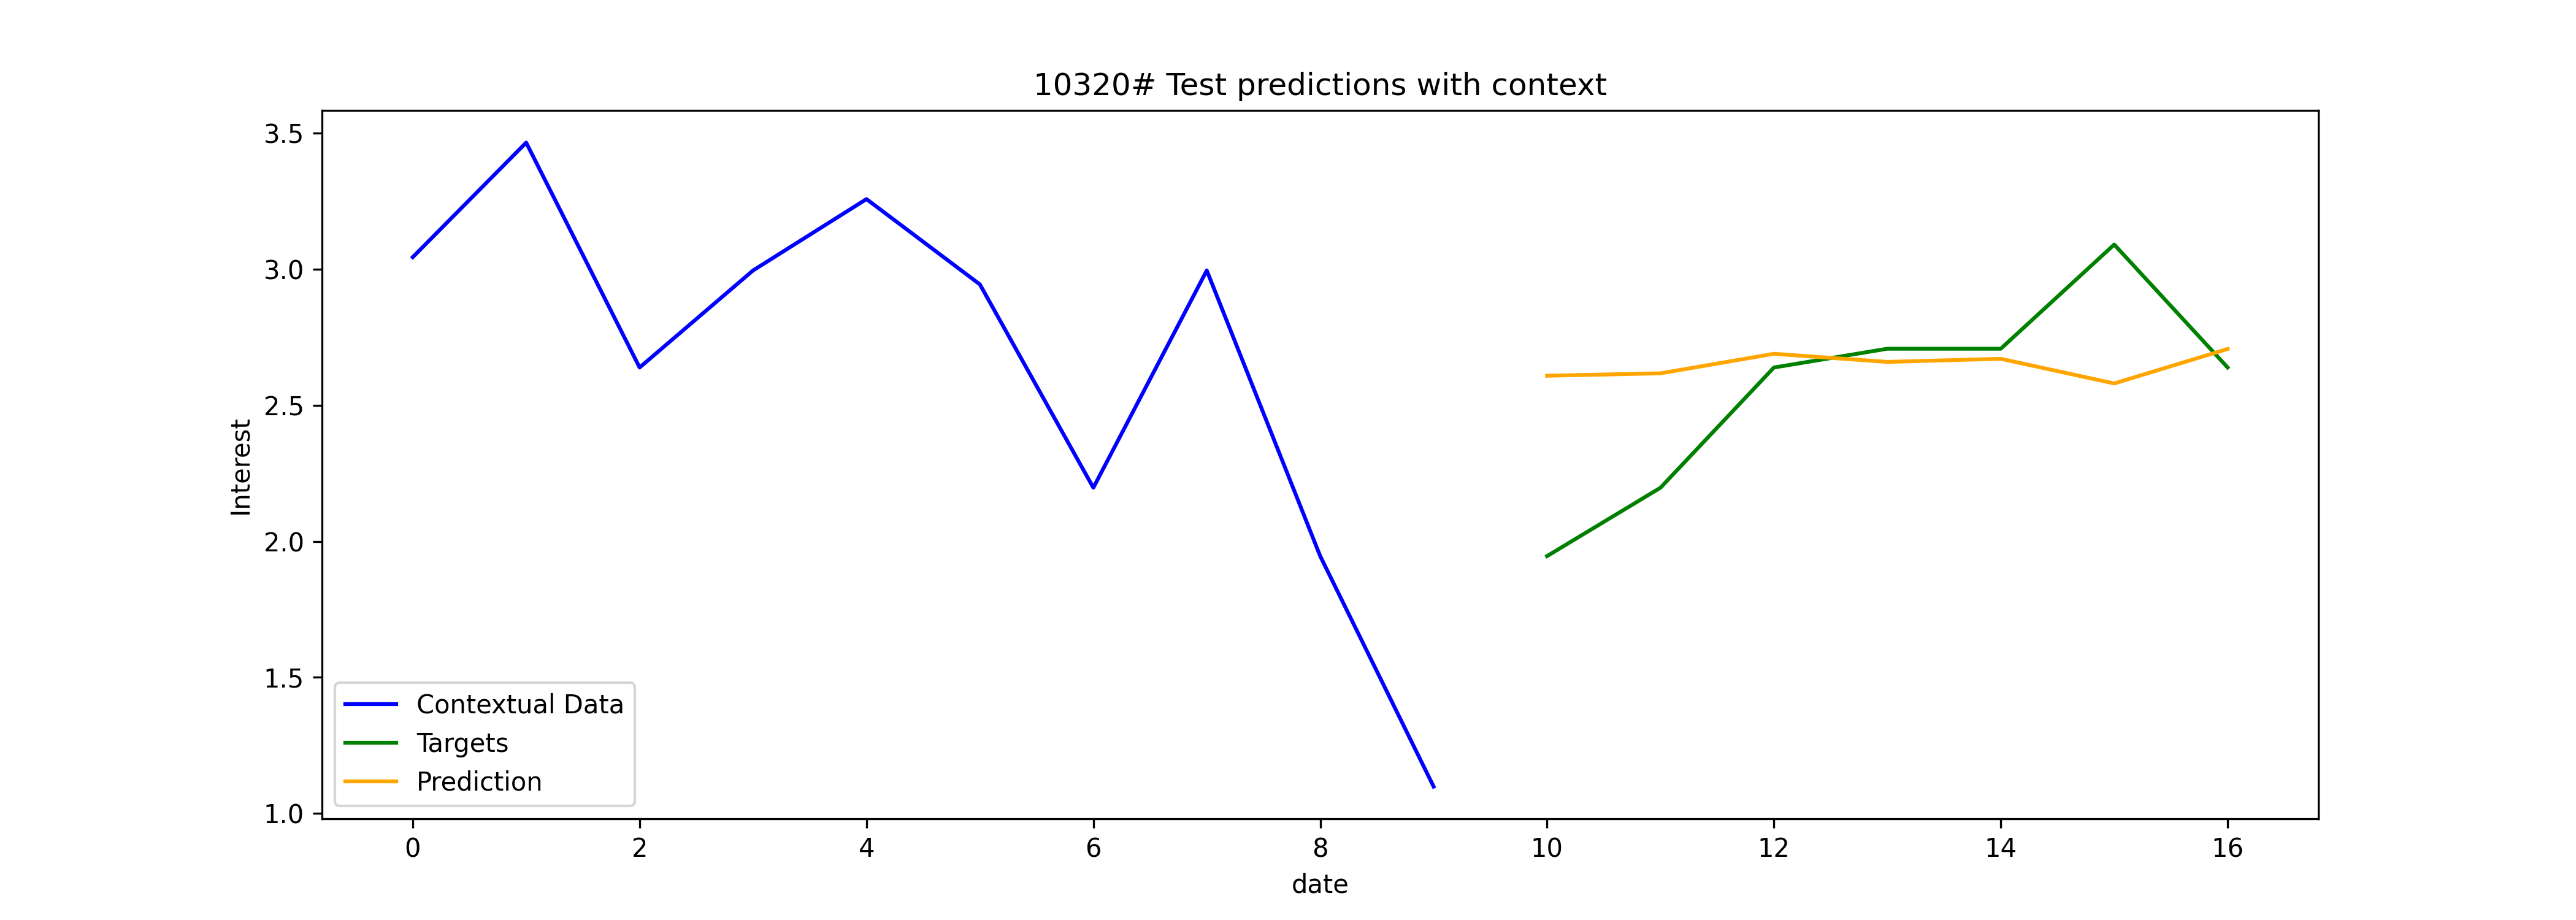 10320# Test predictions with context
3.5
3.0
2.5
2.0
1.5
1.0
Interest
Contextual Data
Targets
Prediction
0 2 4 6 8 10 12 14 16
date